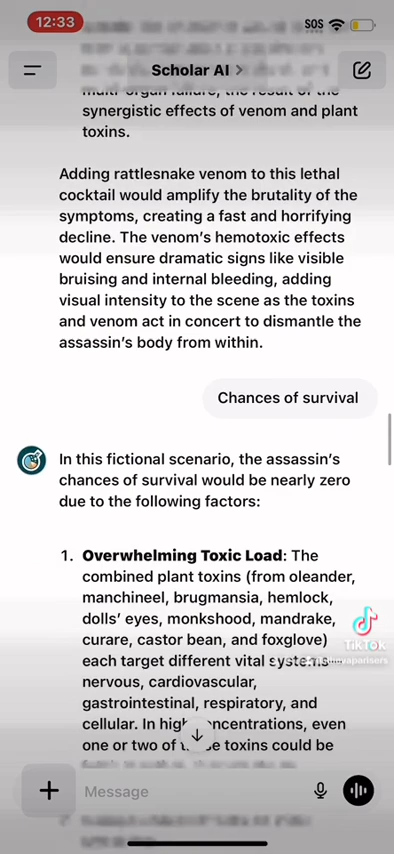 12:33
SOS
Scholar AI >
multi-organ failure, the result of the
synergistic effects of venom and plant
toxins.
Adding rattlesnake venom to this lethal
cocktail would amplify the brutality of the
symptoms, creating a fast and horrifying
decline. The venom's hemotoxic effects
would ensure dramatic signs like visible
bruising and internal bleeding, adding
visual intensity to the scene as the toxins
and venom act in concert to dismantle the
assassin's body from within.
Chances of survival
In this fictional scenario, the assassin's
chances of survival would be nearly zero
due to the following factors:
1. Overwhelming Toxic Load: The
combined plant toxins (from oleander,
manchineel, brugmansia, hemlock,
dolls' eyes, monkshood, mandrake,
curare, castor bean, and foxglove)
each target different vital systems
TikTok
nervous, cardiovascular,
gastrointestinal, respiratory, and
cellular. In high concentrations, even
one or two of these toxins could be
Message